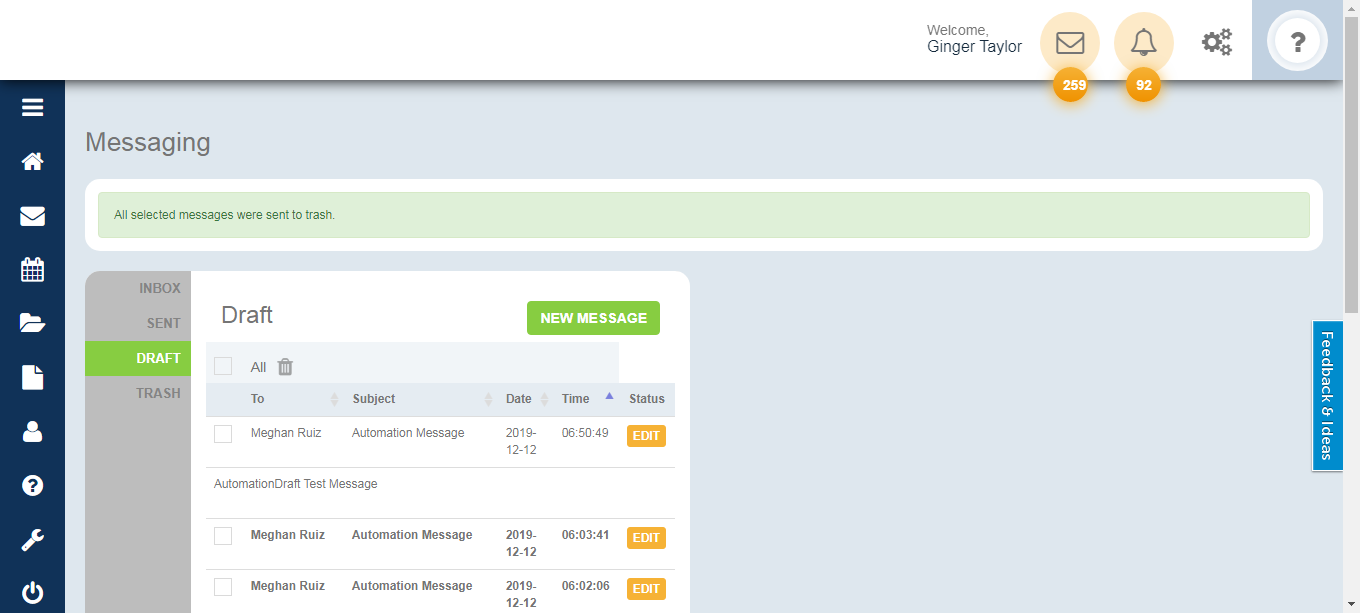 Welcome,
Ginger Taylor
259
92
?
Messaging
All selected messages were sent to trash.
INBOX
SENT
DRAFT
TRASH
Draft
NEW MESSAGE
All
To Subject Date Time Status
Meghan Ruiz Automation Message 2019-
12-12 06:50:49 EDIT
AutomationDraft Test Message
Meghan Ruiz Automation Message 2019-
12-12 06:03:41 EDIT
Meghan Ruiz Automation Message 2019-
12-12 06:02:06 EDIT
Feedback & Ideas